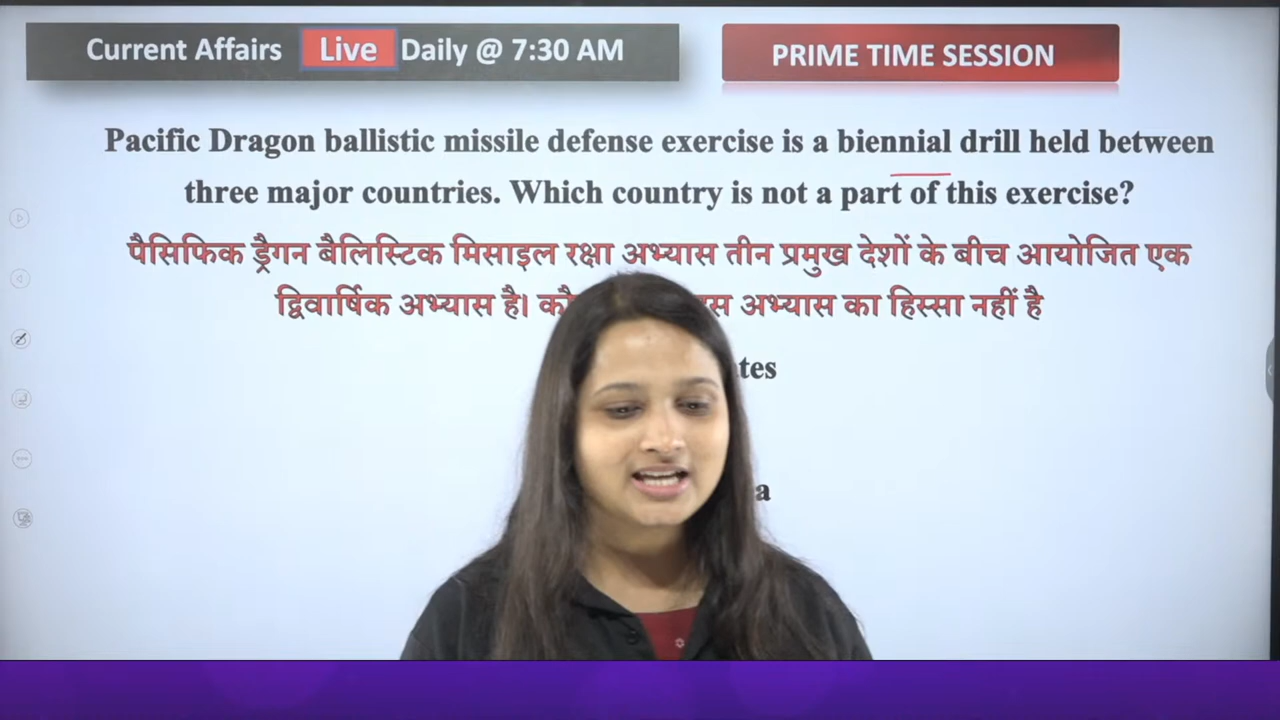 Current Affairs Live Daily @ 7:30 AM
PRIME TIME SESSION
Pacific Dragon ballistic missile defense exercise is a biennial drill held between
three major countries. Which country is not a part of this exercise?
पैसिफिक ड्रैगन बैलिस्टिक मिसाइल रक्षा अभ्यास तीन प्रमुख देशों के बीच आयोजित एक
द्विवार्षिक अभ्यास है। अभ्यास का हिस्सा नहीं है